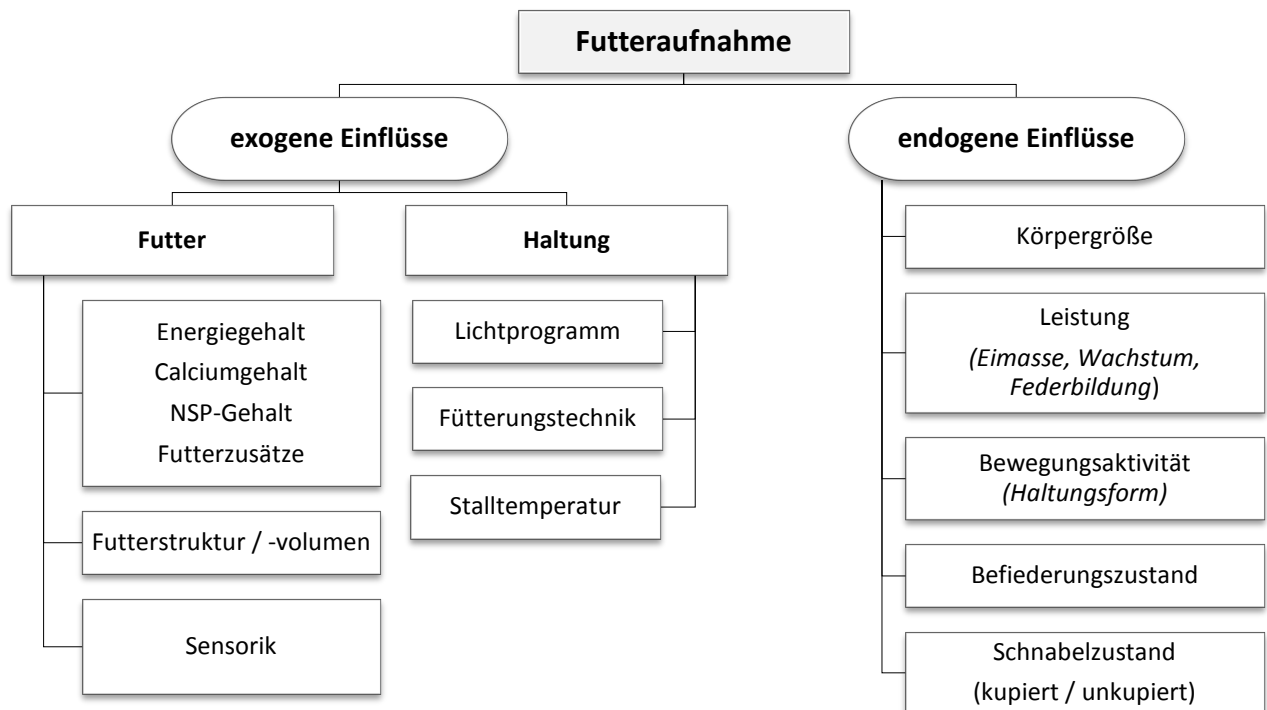 Futteraufnahme
exogene Einflüsse
endogene Einflüsse
Futter
Haltung
Energiegehalt
Calciumgehalt
NSP-Gehalt
Futterzusätze
Futterstruktur / -volumen
Sensorik
Lichtprogramm
Fütterungstechnik
Stalltemperatur
Körpergröße
Leistung
(Eimasse, Wachstum,
Federbildung)
Bewegungsaktivität
(Haltungsform)
Befiederungszustand
Schnabelzustand
(kupiert / unkupiert)